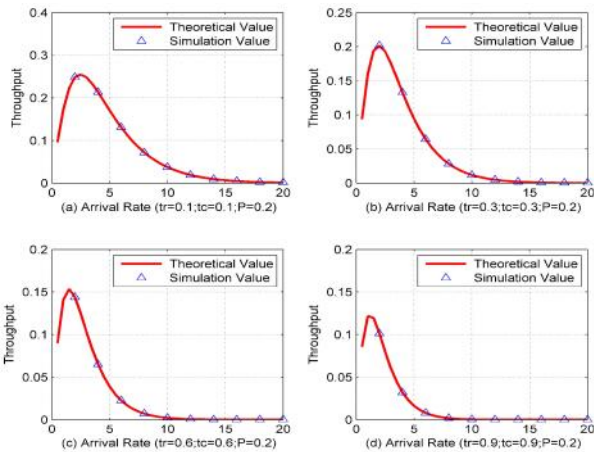 0.4
0.3
0.2
0.1
0
Throughput
Theoretical Value
Simulation Value
0 5 10 15 20
(a) Arrival Rate (tr=0.1;tc=0.1;P=0.2)
0.25
0.20
0.15
0.10
0.05
0
Throughput
Theoretical Value
Simulation Value
0 5 10 15 20
(b) Arrival Rate (tr=0.3;tc=0.3;P=0.2)
0.2
0.15
0.1
0.05
0
Throughput
Theoretical Value
Simulation Value
0 5 10 15 20
(c) Arrival Rate (tr=0.6;tc=0.6;P=0.2)
0.2
0.15
0.1
0.05
0
Throughput
Theoretical Value
Simulation Value
0 5 10 15 20
(d) Arrival Rate (tr=0.9;tc=0.9;P=0.2)